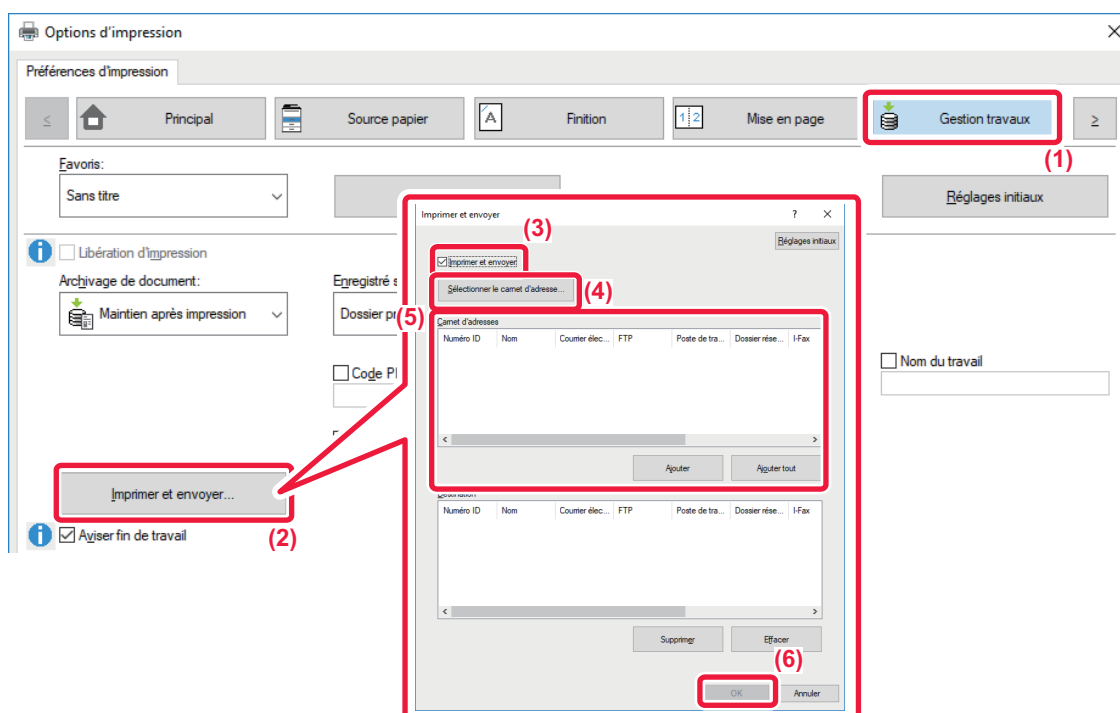 Options d'impression
Préférences d'impression
Principal
Source papier
Finition
Mise en page
Gestion travaux
(1)
Favoris:
Sans titre
Réglages initiaux
Libération d'impression
Archivage de document:
Maintien après impression
Enregistré s
Dossier pr
Code PI
Nom du travail
Imprimer et envoyer...
(2)
Aviser fin de travail
Imprimer et envoyer
? ×
(3)
Réglages initiaux
Imprimer et envoyer
Sélectionner le carnet d'adresse...
(4)
(5)
Carnet d'adresses
Numéro ID Nom Courrier élec... FTP Poste de tra... Dossier rése... I-Fax
Ajouter Ajouter tout
Destination
Numéro ID Nom Courrier élec... FTP Poste de tra... Dossier rése... I-Fax
Supprimer Effacer
(6)
OK Annuler